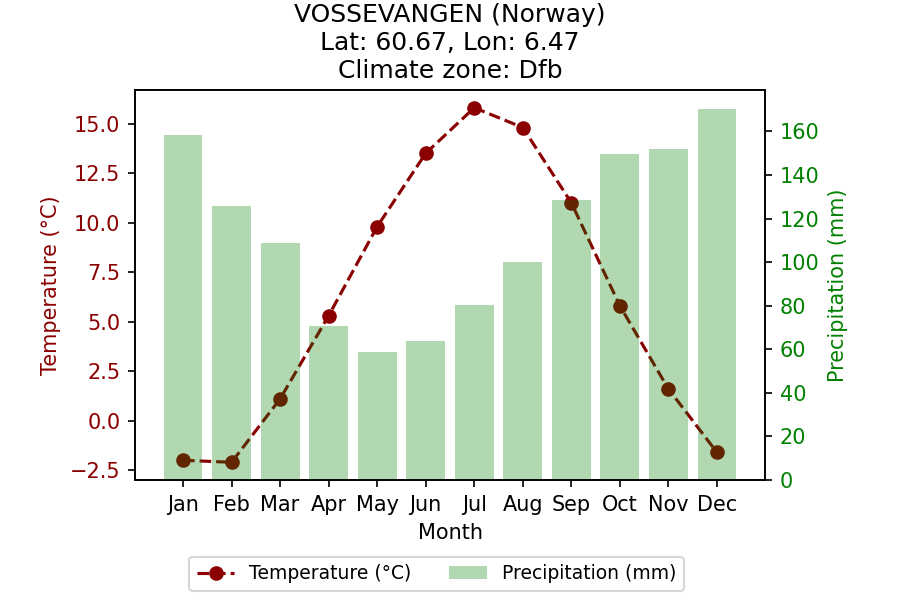 VOSSEVANGEN (Norway)
Lat: 60.67, Lon: 6.47
Climate zone: Dfb
Temperature (°C)
15.0
12.5
10.0
7.5
5.0
2.5
0.0
−2.5
160
140
120
100
80
60
40
20
0
Precipitation (mm)
Jan Feb Mar Apr May Jun Jul Aug Sep Oct Nov Dec
Month
Temperature (°C) Precipitation (mm)